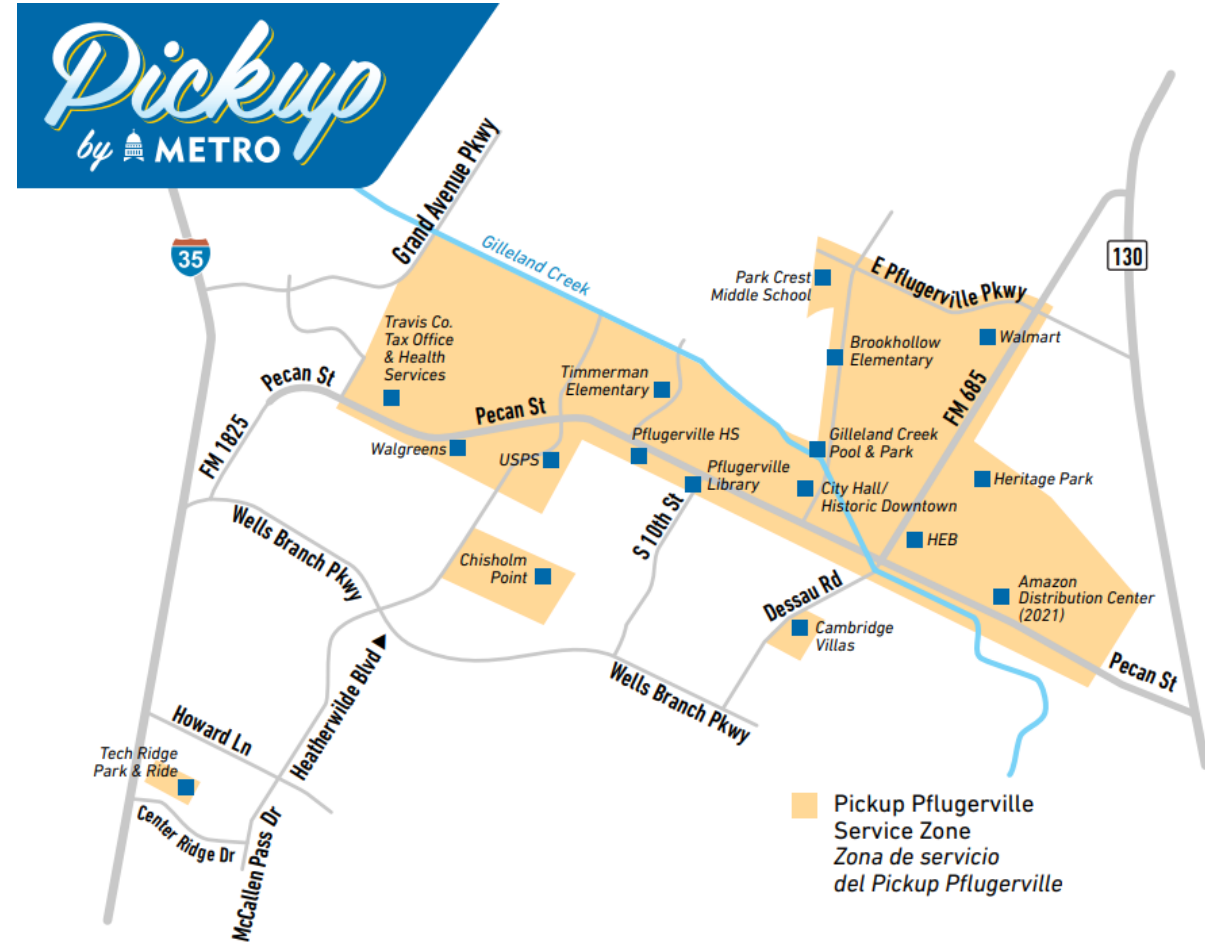 Pickup
by METRO
35
130
Grand Avenue Pkwy
Gilleland Creek
Park Crest
Middle School
E Pflugerville Pkwy
Walmart
Brookhollow
Elementary
FM 685
Travis Co.
Tax Office
& Health
Services
Timmerman
Elementary
Pecan St
Pecan St
FM 1825
Walgreens
USPS
Pflugerville HS
Pflugerville
Library
Gilleland Creek
Pool & Park
City Hall/
Historic Downtown
Heritage Park
HEB
S 10th St
Wells Branch Pkwy
Chisholm
Point
Dessau Rd
Amazon
Distribution Center
(2021)
Cambridge
Villas
Pecan St
Wells Branch Pkwy
Heatherwilde Blvd
Howard Ln
Tech Ridge
Park & Ride
Center Ridge Dr
McCallen Pass Dr
Pickup Pflugerville
Service Zone
Zona de servicio
del Pickup Pflugerville